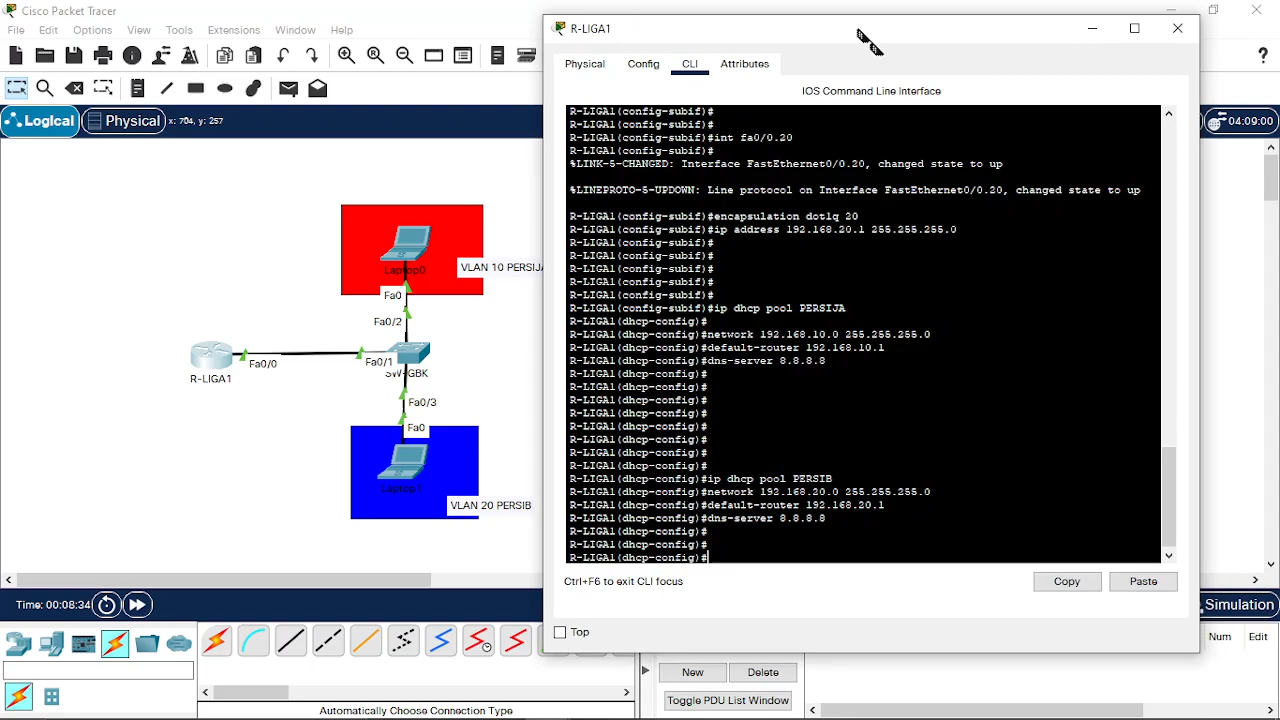 Cisco Packet Tracer
File Edit Options View Tools Extensions Window Help
Logical Physical x: 704, y: 257
04:09:00
Laptop0
VLAN 10 PERSIJA
Fa0
Fa0/2
Fa0/0
Fa0/1
R-LIGA1
SW-GBK
Fa0/3
Fa0
Laptop1
VLAN 20 PERSIB
Time: 00:08:34
Simulation
Automatically Choose Connection Type
New Delete
Toggle PDU List Window
Num Edit
R-LIGA1
Physical Config CLI Attributes
IOS Command Line Interface
R-LIGA1(config-subif)#
R-LIGA1(config-subif)#
R-LIGA1(config-subif)#int fa0/0.20
R-LIGA1(config-subif)#
%LINK-5-CHANGED: Interface FastEthernet0/0.20, changed state to up
%LINEPROTO-5-UPDOWN: Line protocol on Interface FastEthernet0/0.20, changed state to up
R-LIGA1(config-subif)#encapsulation dot1q 20
R-LIGA1(config-subif)#ip address 192.168.20.1 255.255.255.0
R-LIGA1(config-subif)#
R-LIGA1(config-subif)#
R-LIGA1(config-subif)#
R-LIGA1(config-subif)#
R-LIGA1(config-subif)#
R-LIGA1(config-subif)#ip dhcp pool PERSIJA
R-LIGA1(dhcp-config)#
R-LIGA1(dhcp-config)#network 192.168.10.0 255.255.255.0
R-LIGA1(dhcp-config)#default-router 192.168.10.1
R-LIGA1(dhcp-config)#dns-server 8.8.8.8
R-LIGA1(dhcp-config)#
R-LIGA1(dhcp-config)#
R-LIGA1(dhcp-config)#
R-LIGA1(dhcp-config)#
R-LIGA1(dhcp-config)#
R-LIGA1(dhcp-config)#
R-LIGA1(dhcp-config)#
R-LIGA1(dhcp-config)#
R-LIGA1(dhcp-config)#ip dhcp pool PERSIB
R-LIGA1(dhcp-config)#network 192.168.20.0 255.255.255.0
R-LIGA1(dhcp-config)#default-router 192.168.20.1
R-LIGA1(dhcp-config)#dns-server 8.8.8.8
R-LIGA1(dhcp-config)#
R-LIGA1(dhcp-config)#
R-LIGA1(dhcp-config)#
Ctrl+F6 to exit CLI focus
Copy Paste
Top